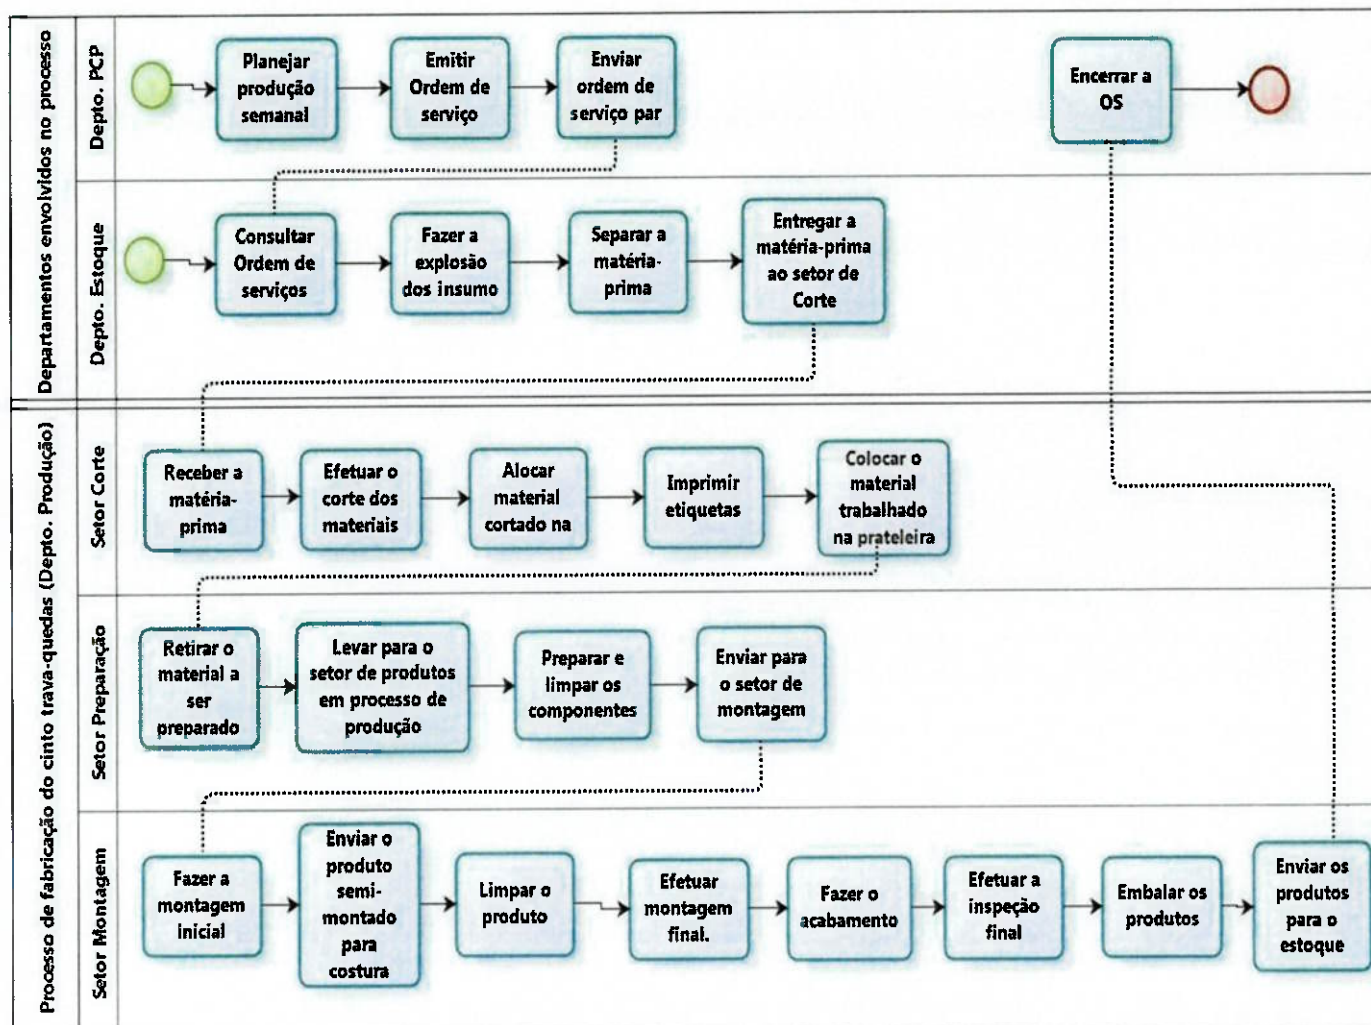 Departamentos envolvidos no processo
Depto. PCP
Planejar
produção
semanal
Emitir
Ordem de
serviço
Enviar
ordem de
serviço par
Encerrar a
OS
Depto. Estoque
Consultar
Ordem de
serviços
Fazer a
explosão
dos insumo
Separar a
matéria-
prima
Entregar a
matéria-prima
ao setor de
Corte
Processo de fabricação do cinto trava-quedas (Depto. Produção)
Setor Corte
Receber a
matéria-
prima
Efetuar o
corte dos
materiais
Alocar
material
cortado na
Imprimir
etiquetas
Colocar o
material
trabalhado
na prateleira
Setor Preparação
Retirar o
material a
ser
preparado
Levar para o
setor de produtos
em processo de
produção
Preparar e
limpar os
componentes
Enviar para
o setor de
montagem
Setor Montagem
Fazer a
montagem
inicial
Enviar o
produto
semi-
montado
para
costura
Limpar o
produto
Efetuar
montagem
final.
Fazer o
acabamento
Efetuar a
inspeção
final
Embalar os
produtos
Enviar os
produtos
para o
estoque